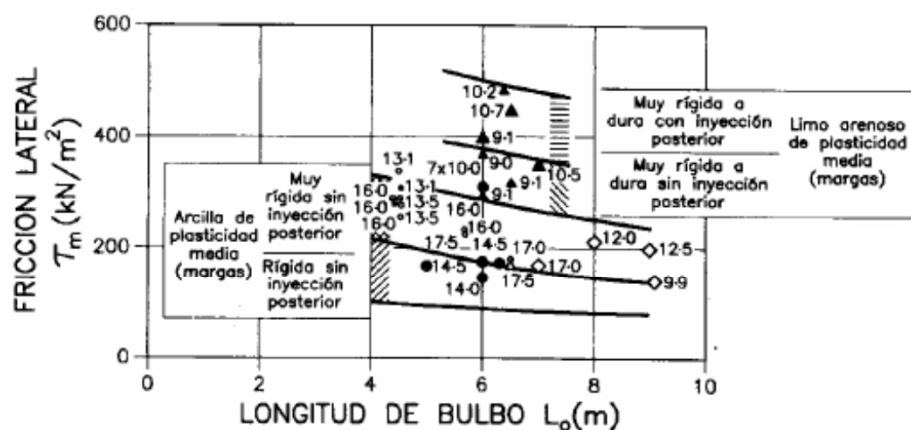 600
400
200
0
FRICCION LATERAL
τm (kN/m²)
0
2
4
6
8
10
LONGITUD DE BULBO Lo(m)
Arcilla de
plasticidad
media
(margas)
Muy
rígida sin
inyección
posterior
Rígida sin
inyección
posterior
Muy rígida a
dura con inyección
posterior
Muy rígida a
dura sin inyección
posterior
Limo arenoso
de plasticidad
media
(margas)
10·2
10·7
9·1
9·0
7x10·0
10·5
9·1
9·1
13·1
13·1
16·0
13·5
16·0
13·5
16·0
16·0
16·0
17·5
14·5
17·0
14·5
17·5
17·0
14·0
12·0
12·5
9·9